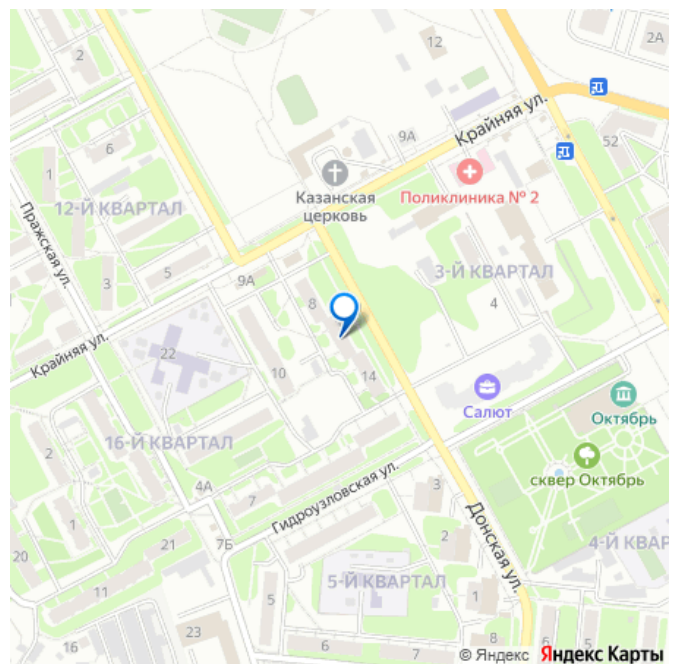 12
2А
2
Крайняя ул.
9А
52
6
1
Казанская
церковь
Поликлиника № 2
12-Й КВАРТАЛ
Пражская ул.
3-Й КВАРТАЛ
5
9А
3
8
4
Крайняя ул.
22
10
14
Салют
Октябрь
16-Й КВАРТАЛ
2
сквер Октябрь
4А
7
Гидроузловская ул.
3
1
Донская ул.
20
21
7Б
2
4-Й КВАР
5-Й КВАРТАЛ
11
5
1
8
16
23
6
7
6
© Яндекс Яндекс Карты